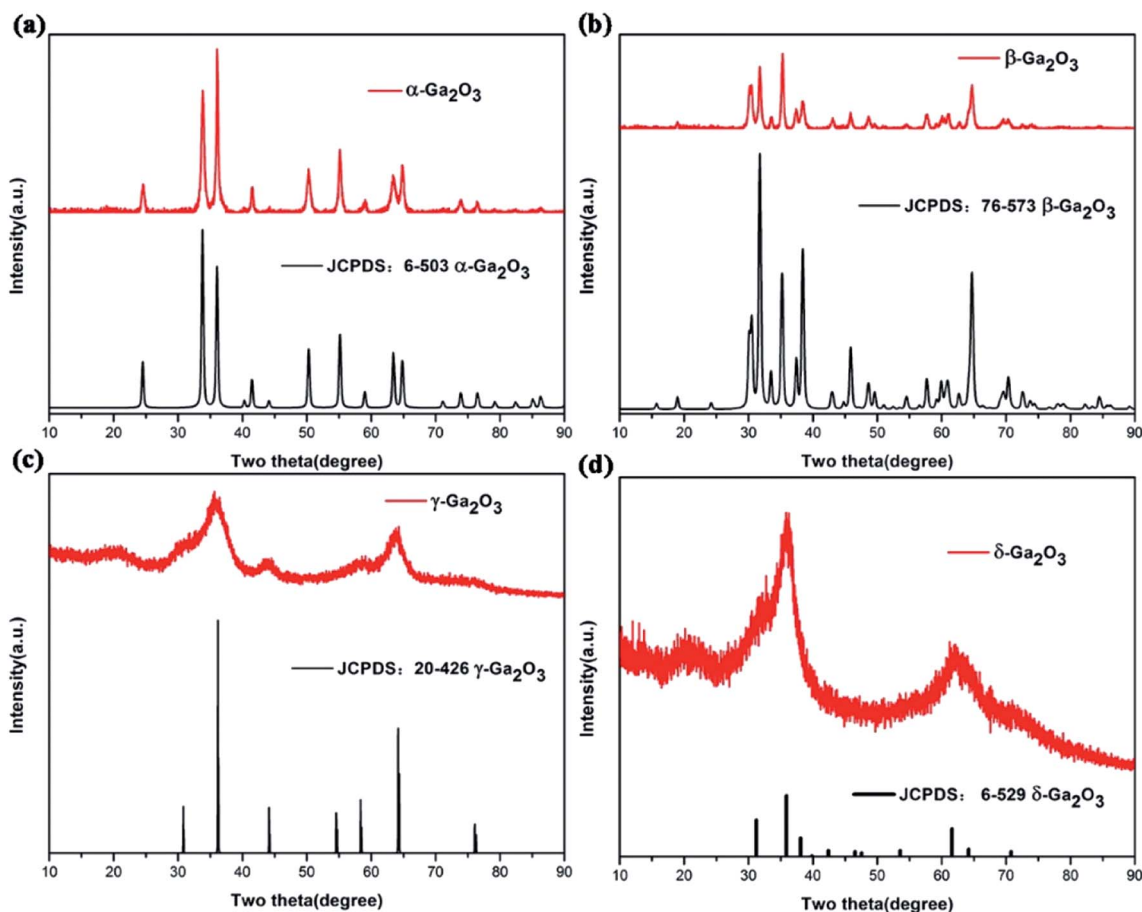 (a)
α-Ga2O3
JCPDS: 6-503 α-Ga2O3
Intensity(a.u.)
10 20 30 40 50 60 70 80 90
Two theta(degree)
(b)
β-Ga2O3
JCPDS: 76-573 β-Ga2O3
Intensity(a.u.)
10 20 30 40 50 60 70 80 90
Two theta(degree)
(c)
γ-Ga2O3
JCPDS: 20-426 γ-Ga2O3
Intensity(a.u.)
10 20 30 40 50 60 70 80 90
Two theta(degree)
(d)
δ-Ga2O3
JCPDS: 6-529 δ-Ga2O3
Intensity(a.u.)
10 20 30 40 50 60 70 80 90
Two theta(degree)